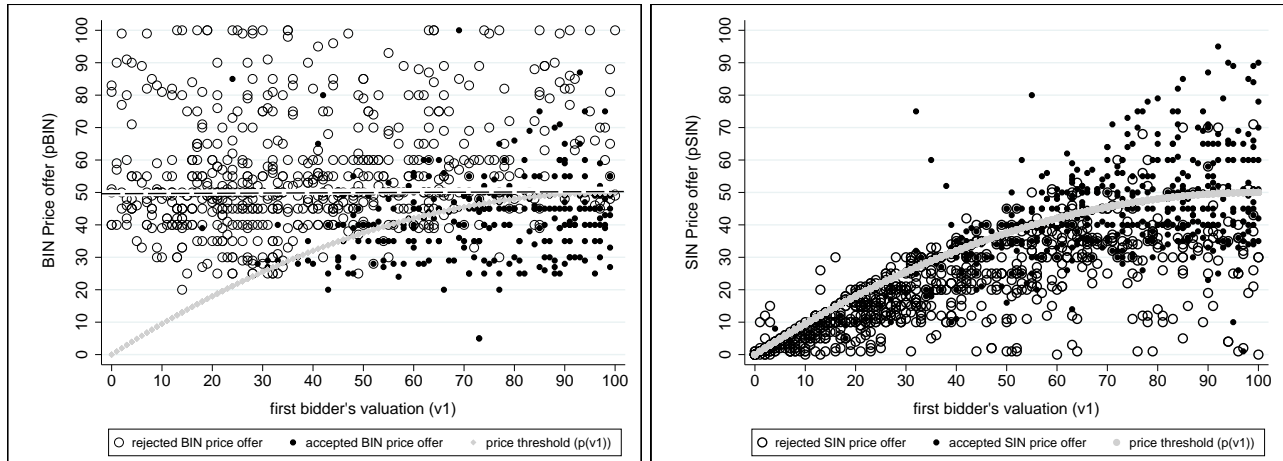 100
90
80
70
60
50
40
30
20
10
0
BIN Price offer (pBIN)
0 10 20 30 40 50 60 70 80 90 100
first bidder's valuation (v1)
rejected BIN price offer accepted BIN price offer price threshold (p(v1))
100
90
80
70
60
50
40
30
20
10
0
SIN Price offer (pSIN)
0 10 20 30 40 50 60 70 80 90 100
first bidder's valuation (v1)
rejected SIN price offer accepted SIN price offer price threshold (p(v1))